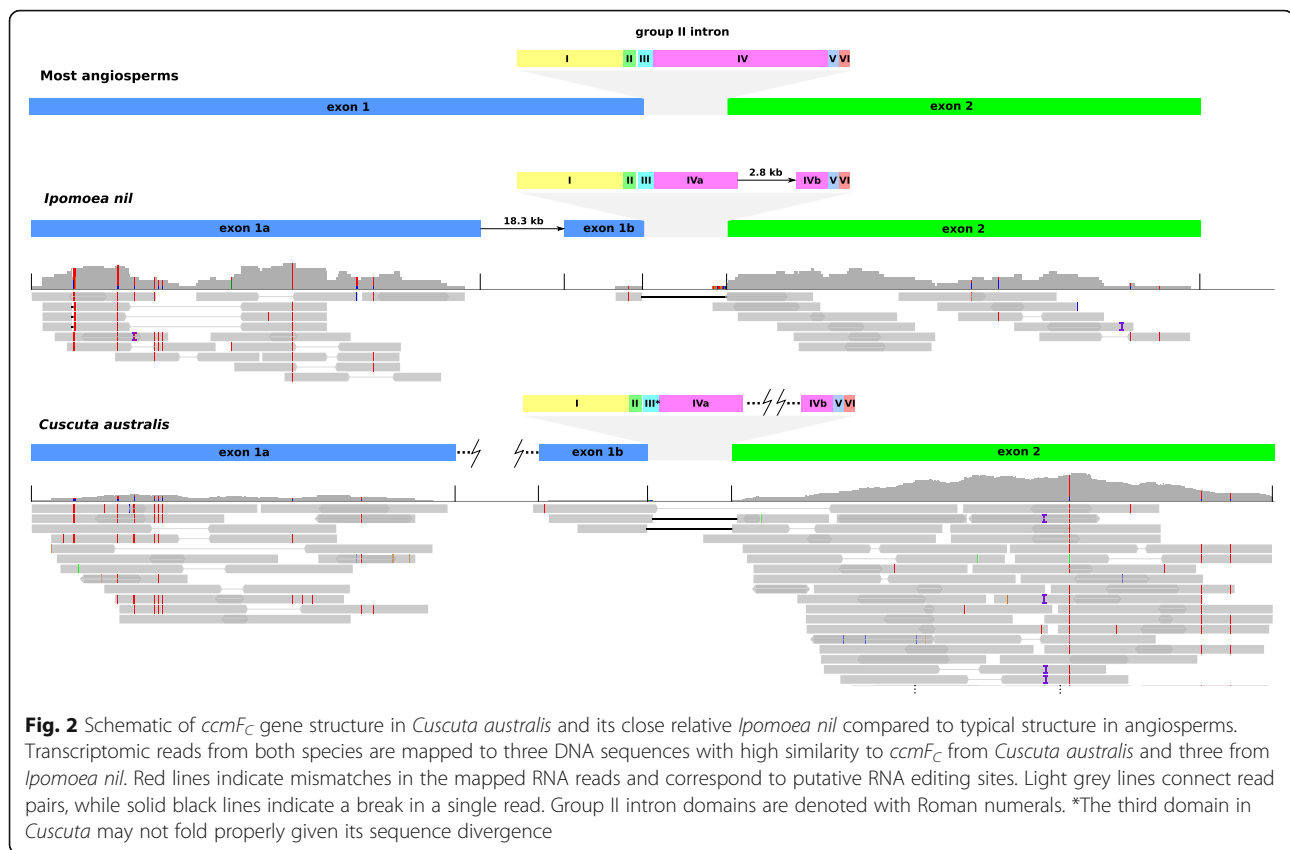 group II intron
I II III IV V VI
Most angiosperms
exon 1 exon 2
Ipomoea nil
I II III IVa 2.8 kb IVb V VI
exon 1a 18.3 kb exon 1b exon 2
Cuscuta australis
I II III* IVa IVb V VI
exon 1a exon 1b exon 2
Fig. 2 Schematic of ccmFC gene structure in Cuscuta australis and its close relative Ipomoea nil compared to typical structure in angiosperms.
Transcriptomic reads from both species are mapped to three DNA sequences with high similarity to ccmFC from Cuscuta australis and three from
Ipomoea nil. Red lines indicate mismatches in the mapped RNA reads and correspond to putative RNA editing sites. Light grey lines connect read
pairs, while solid black lines indicate a break in a single read. Group II intron domains are denoted with Roman numerals. *The third domain in
Cuscuta may not fold properly given its sequence divergence